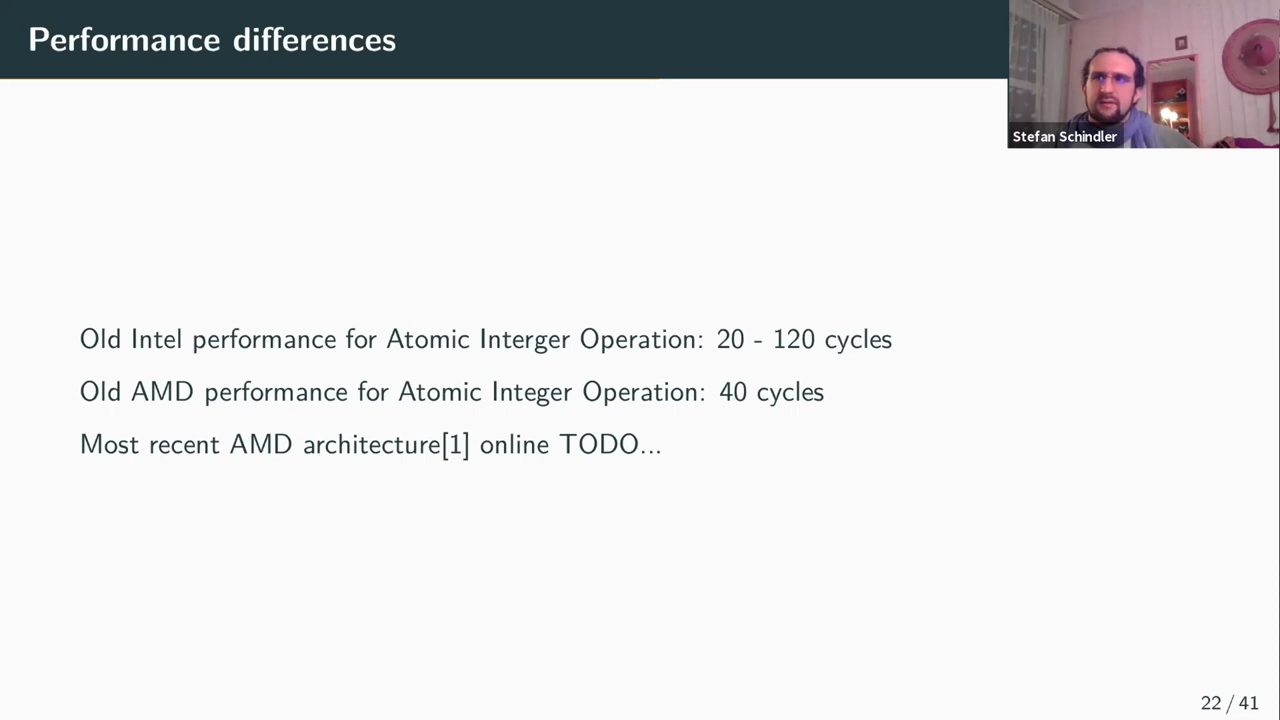 Performance differences
Stefan Schindler
Old Intel performance for Atomic Interger Operation: 20 - 120 cycles
Old AMD performance for Atomic Integer Operation: 40 cycles
Most recent AMD architecture[1] online TODO...
22 / 41